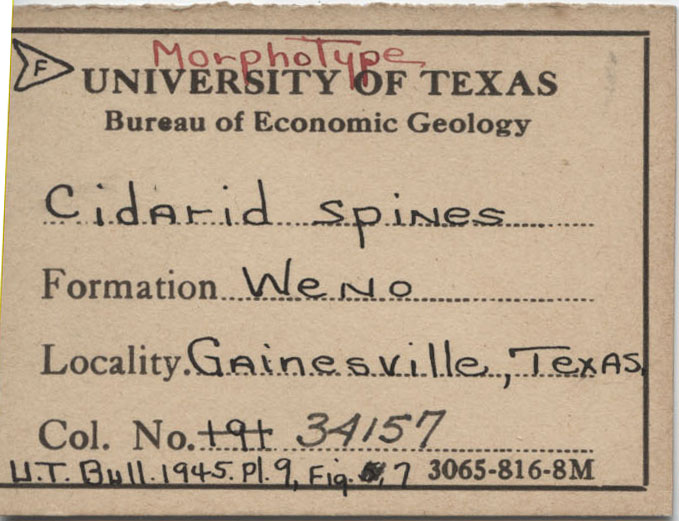 MorphoType
F
UNIVERSITY OF TEXAS
Bureau of Economic Geology
Cidarid spines
Formation Weno
Locality. Gainesville, Texas
Col. No. 34157
U.T. Bull. 1945. Pl. 9, Fig. 7 3065-816-8M